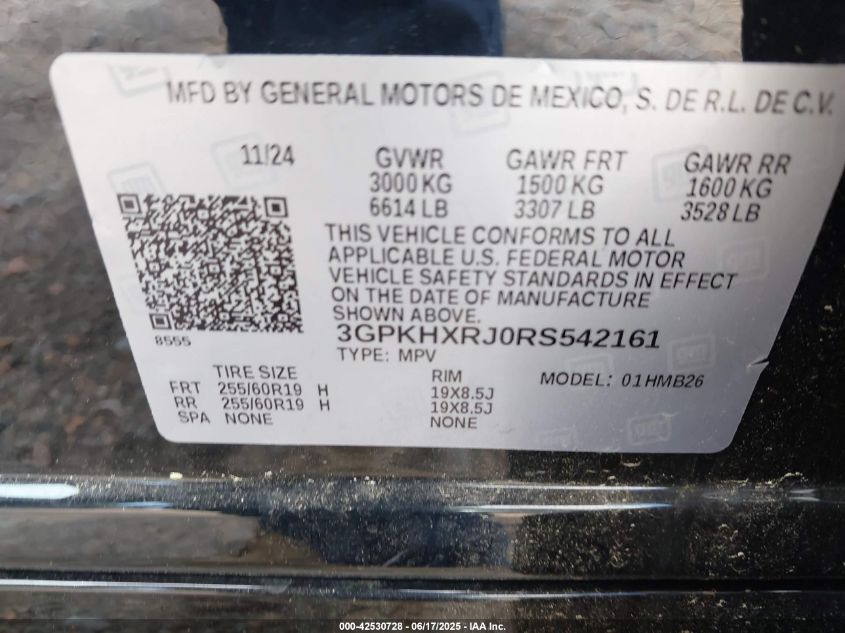 MFD BY GENERAL MOTORS DE MEXICO, S. DE R.L. DE C.V.
11/24 GVWR GAWR FRT GAWR RR
3000 KG 1500 KG 1600 KG
6614 LB 3307 LB 3528 LB
THIS VEHICLE CONFORMS TO ALL
APPLICABLE U.S. FEDERAL MOTOR
VEHICLE SAFETY STANDARDS IN EFFECT
ON THE DATE OF MANUFACTURE
SHOWN ABOVE.
8555
3GPKHXRJ0RS542161
TYPE: MPV
TIRE SIZE RIM MODEL: 01HMB26
FRT 255/60R19 H 19X8.5J
RR 255/60R19 H 19X8.5J
SPA NONE NONE
000-42530728 - 06/17/2025 - IAA Inc.